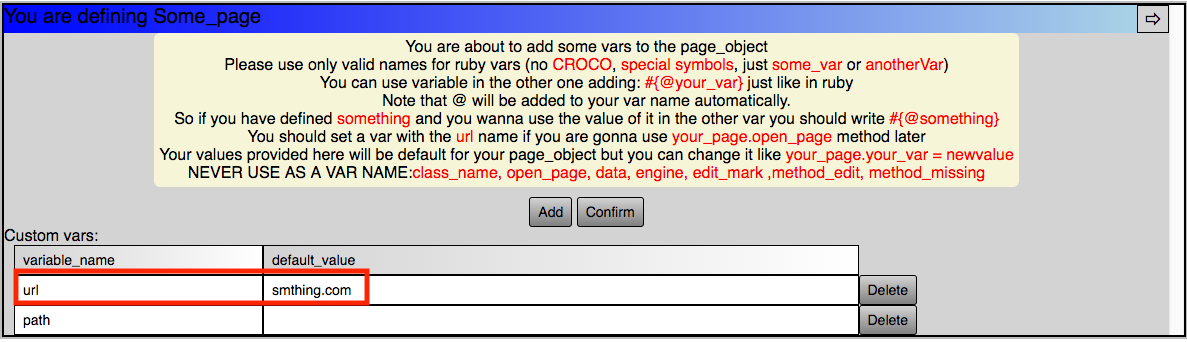 You are defining Some_page
⇨
You are about to add some vars to the page_object
Please use only valid names for ruby vars (no CROCO, special symbols, just some_var or anotherVar)
You can use variable in the other one adding: #{@your_var} just like in ruby
Note that @ will be added to your var name automatically.
So if you have defined something and you wanna use the value of it in the other var you should write #{@something}
You should set a var with the url name if you are gonna use your_page.open_page method later
Your values provided here will be default for your page_object but you can change it like your_page.your_var = newvalue
NEVER USE AS A VAR NAME:class_name, open_page, data, engine, edit_mark ,method_edit, method_missing
Add Confirm
Custom vars:
variable_name default_value
url smthing.com Delete
path Delete